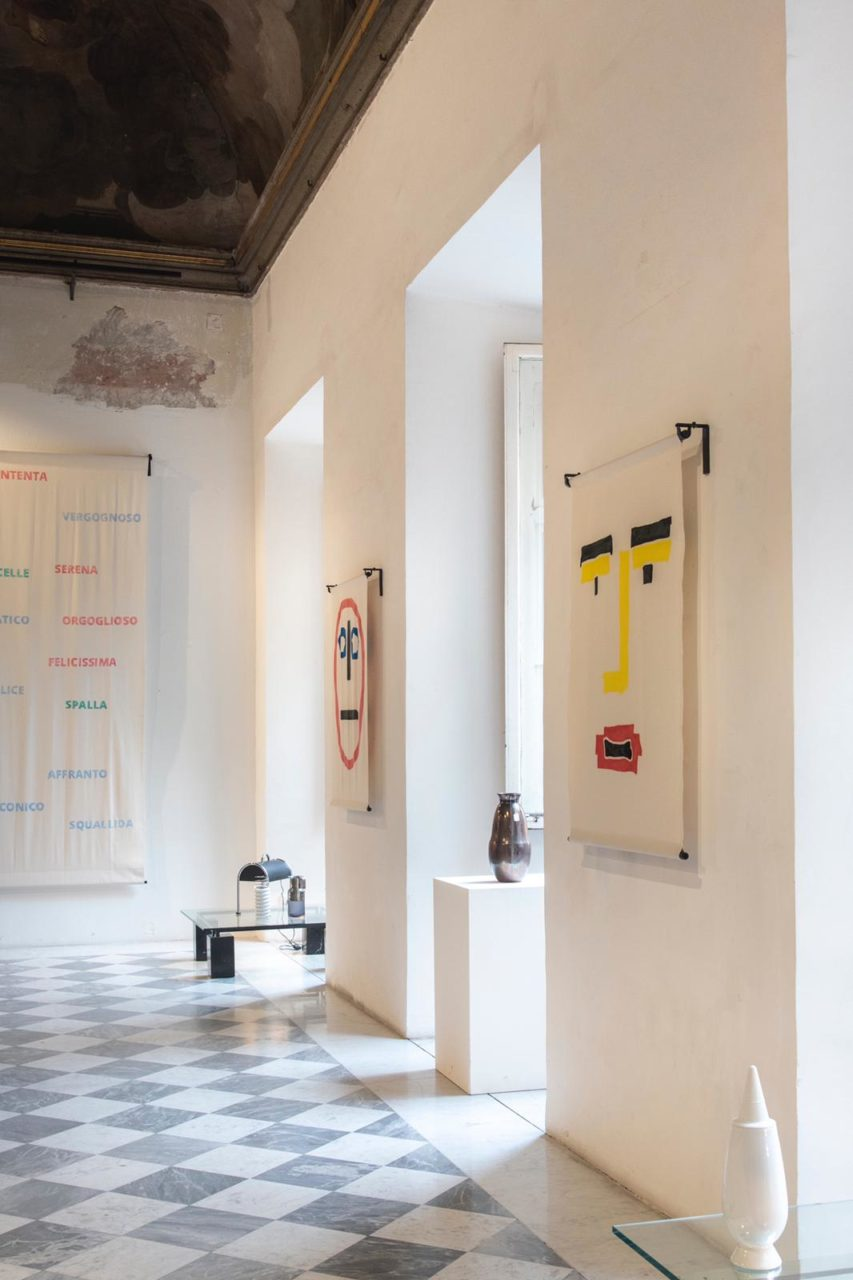 NTENTA
VERGOGNOSO
CELLE
SERENA
ATICO
ORGOGLIOSO
FELICISSIMA
LICE
SPALLA
AFFRANTO
CONICO
SQUALLIDA